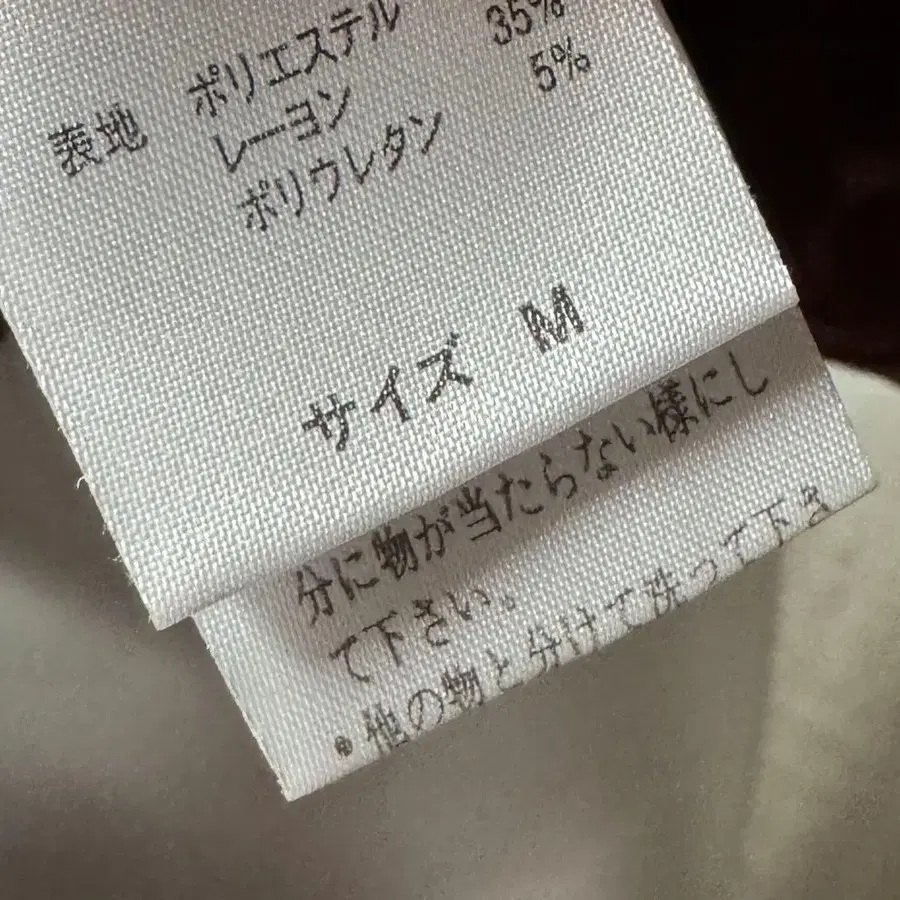 表地 ポリエステル
レーヨン 35%
ポリウレタン 5%
サイズ M
分に物が当たらない様にし
て下さい。
・他の物と分けて洗って下さ